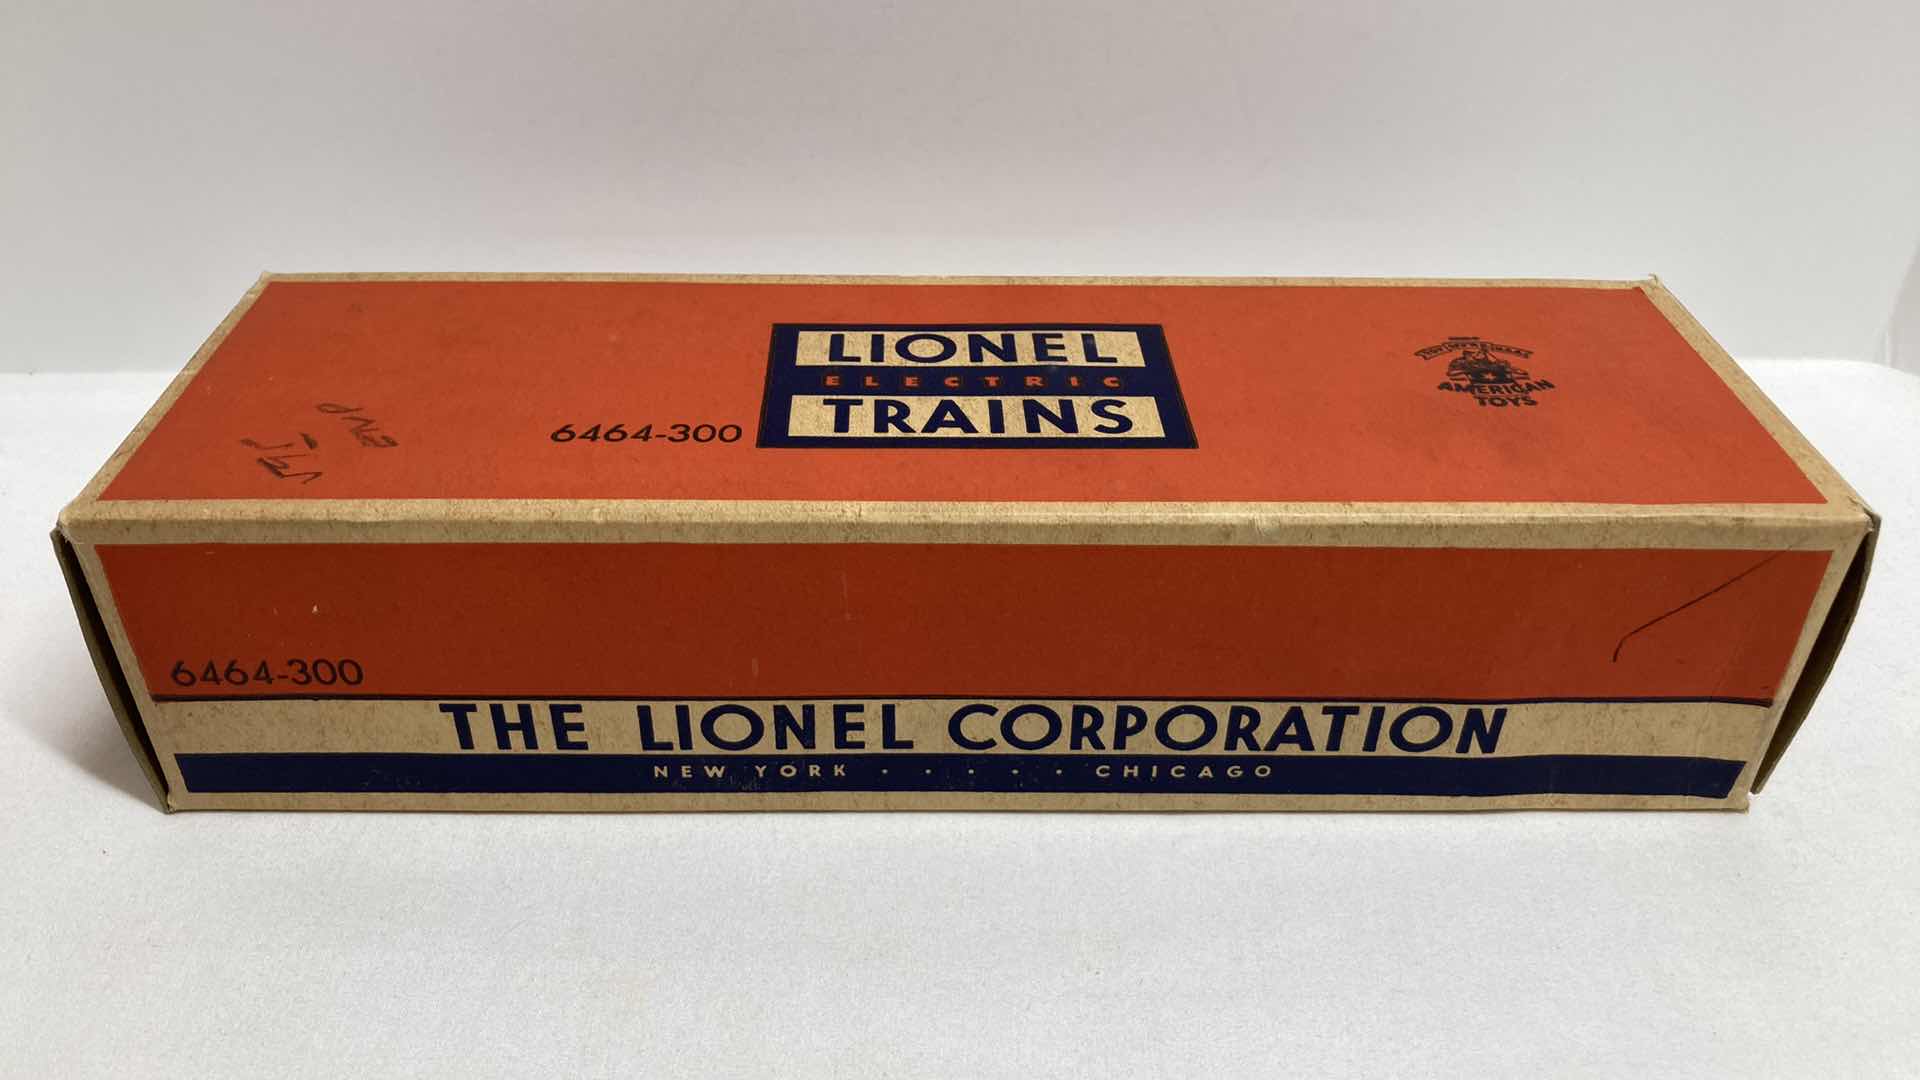 LIONEL
ELECTRIC
TRAINS
6464-300
AMERICAN
TOYS
6464-300
THE LIONEL CORPORATION
NEW YORK • • • • • CHICAGO